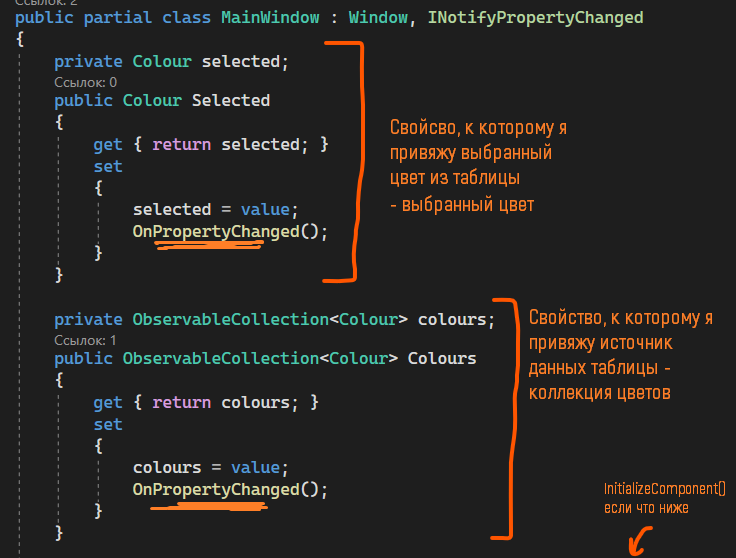 Ссылок: 2
public partial class MainWindow : Window, INotifyPropertyChanged
{
private Colour selected;
Ссылок: 0
public Colour Selected
{
get { return selected; }
set
{
selected = value;
OnPropertyChanged();
}
}
Свойсво, к которому я
привяжу выбранный
цвет из таблицы
- выбранный цвет
private ObservableCollection<Colour> colours;
Ссылок: 1
public ObservableCollection<Colour> Colours
{
get { return colours; }
set
{
colours = value;
OnPropertyChanged();
}
}
Свойство, к которому я
привяжу источник
данных таблицы -
коллекция цветов
InitializeComponent()
если что ниже